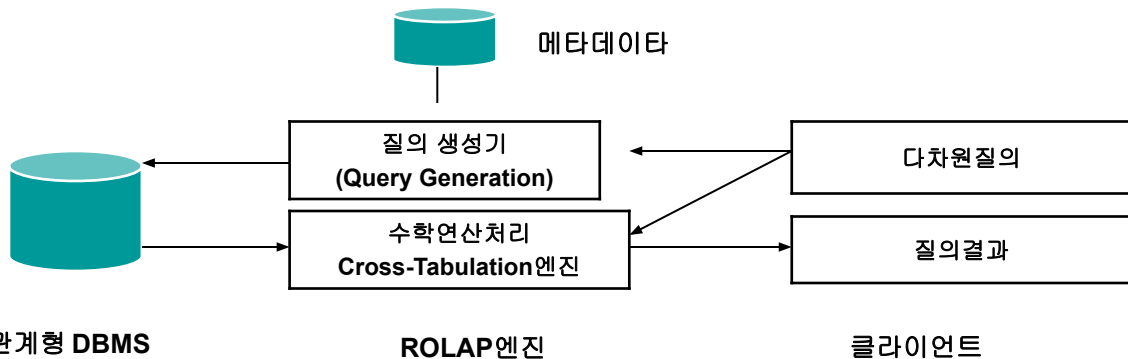 메타데이타
질의 생성기
(Query Generation)
다차원질의
수학연산처리
Cross-Tabulation엔진
질의결과
관계형 DBMS
ROLAP엔진
클라이언트